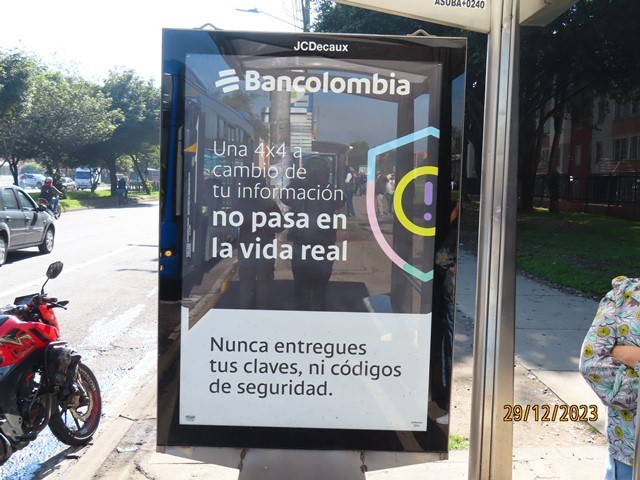 ASUBA+0240
JCDecaux
Bancolombia
Una 4x4 a
cambio de
tu información
no pasa en
la vida real
Nunca entregues
tus claves, ni códigos
de seguridad.
29/12/2023